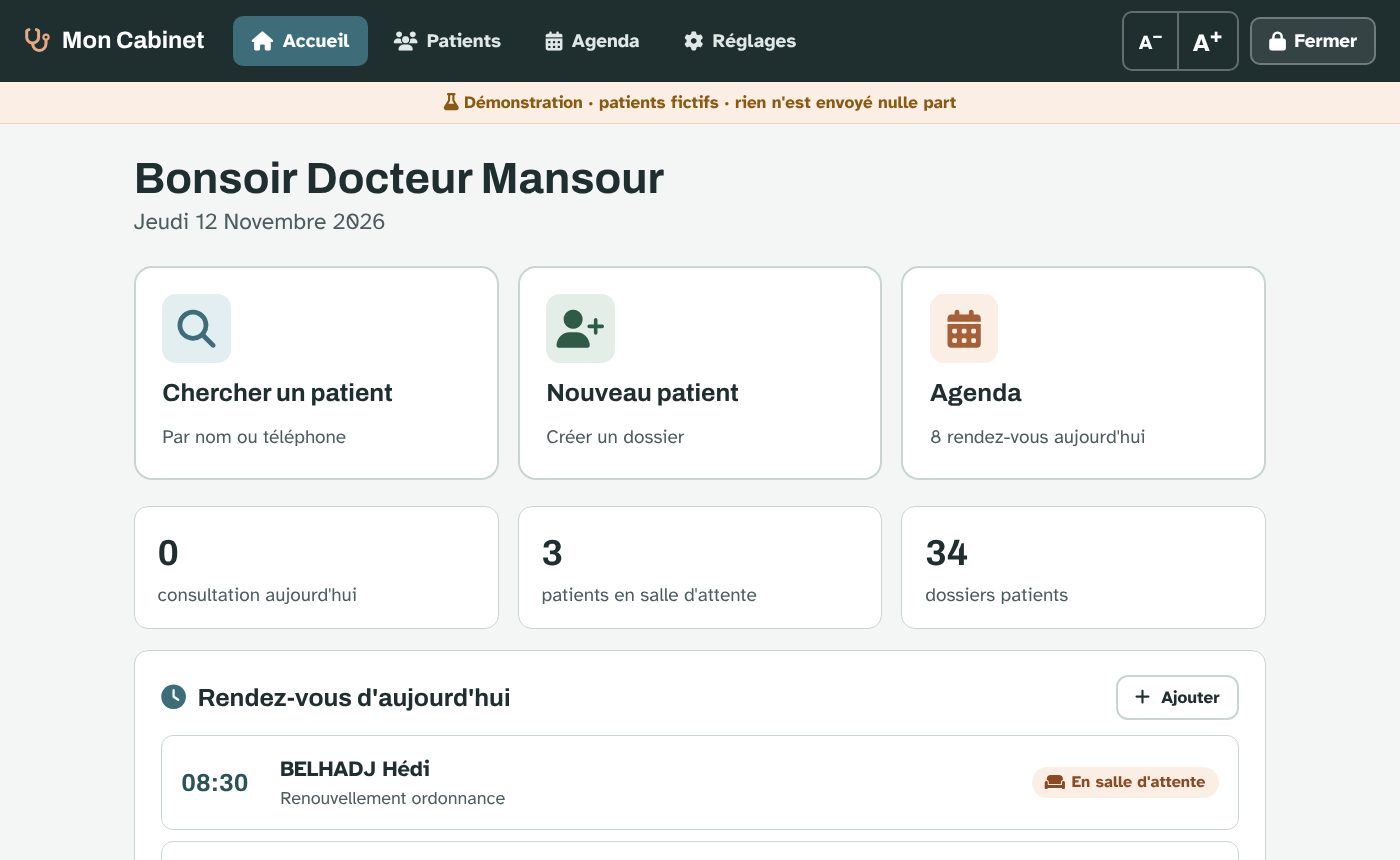 Mon Cabinet
Accueil
Patients
Agenda
Réglages
A−
A+
Fermer
Démonstration · patients fictifs · rien n'est envoyé nulle part
Bonsoir Docteur Mansour
Jeudi 12 Novembre 2026
Chercher un patient
Par nom ou téléphone
Nouveau patient
Créer un dossier
Agenda
8 rendez-vous aujourd'hui
0
consultation aujourd'hui
3
patients en salle d'attente
34
dossiers patients
Rendez-vous d'aujourd'hui
+ Ajouter
08:30
BELHADJ Hédi
Renouvellement ordonnance
En salle d'attente